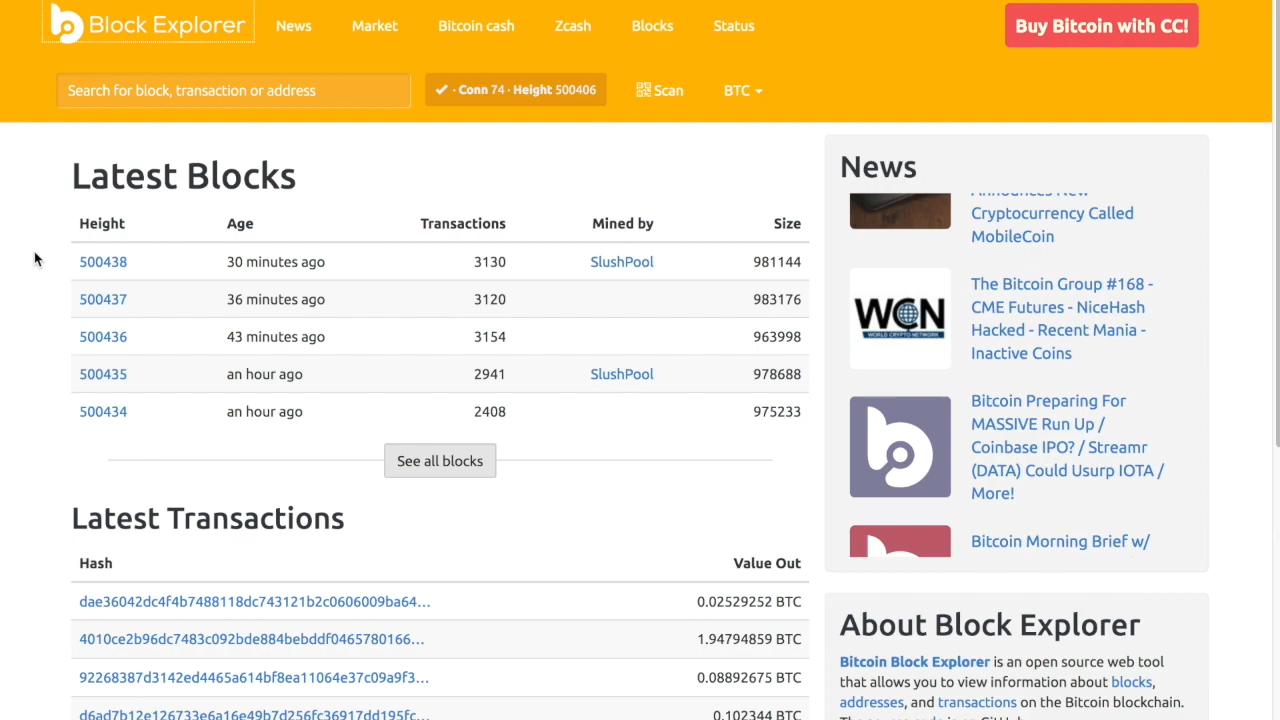 Block Explorer
News
Market
Bitcoin cash
Zcash
Blocks
Status
Buy Bitcoin with CC!
Search for block, transaction or address
· Conn 74 · Height 500406
Scan
BTC
Latest Blocks
Height Age Transactions Mined by Size
500438 30 minutes ago 3130 SlushPool 981144
500437 36 minutes ago 3120 983176
500436 43 minutes ago 3154 963998
500435 an hour ago 2941 SlushPool 978688
500434 an hour ago 2408 975233
See all blocks
Latest Transactions
Hash Value Out
dae36042dc4f4b7488118dc743121b2c0606009ba64...
0.02529252 BTC
4010ce2b96dc7483c092bde884bebddf0465780166...
1.94794859 BTC
92268387d3142ed4465a614bf8ea11064e37c09a9f3...
0.08892675 BTC
d6ad7b12e126733e6a16e49b7d256fc36917dd195fc...
0.102344 BTC
News
Announces New
Cryptocurrency Called
MobileCoin
WCN
WORLD CRYPTO NETWORK
The Bitcoin Group #168 -
CME Futures - NiceHash
Hacked - Recent Mania -
Inactive Coins
Bitcoin Preparing For
MASSIVE Run Up /
Coinbase IPO? / Streamr
(DATA) Could Usurp IOTA /
More!
Bitcoin Morning Brief w/
About Block Explorer
Bitcoin Block Explorer is an open source web tool
that allows you to view information about blocks,
addresses, and transactions on the Bitcoin blockchain.